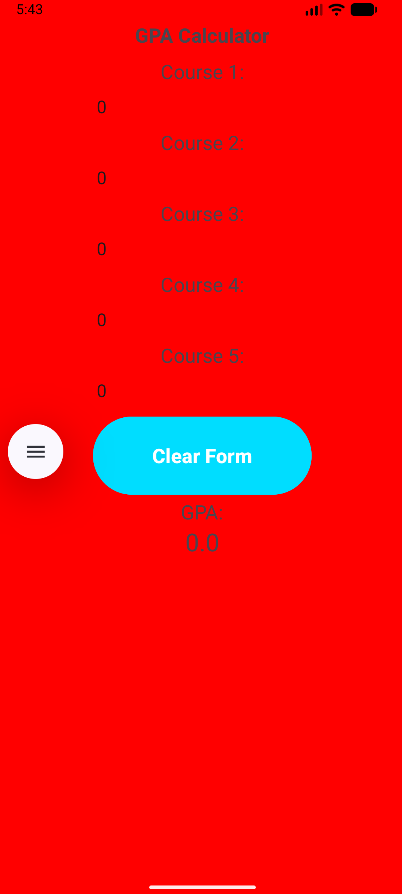 5:43
GPA Calculator
Course 1:
0
Course 2:
0
Course 3:
0
Course 4:
0
Course 5:
0
Clear Form
GPA:
0.0